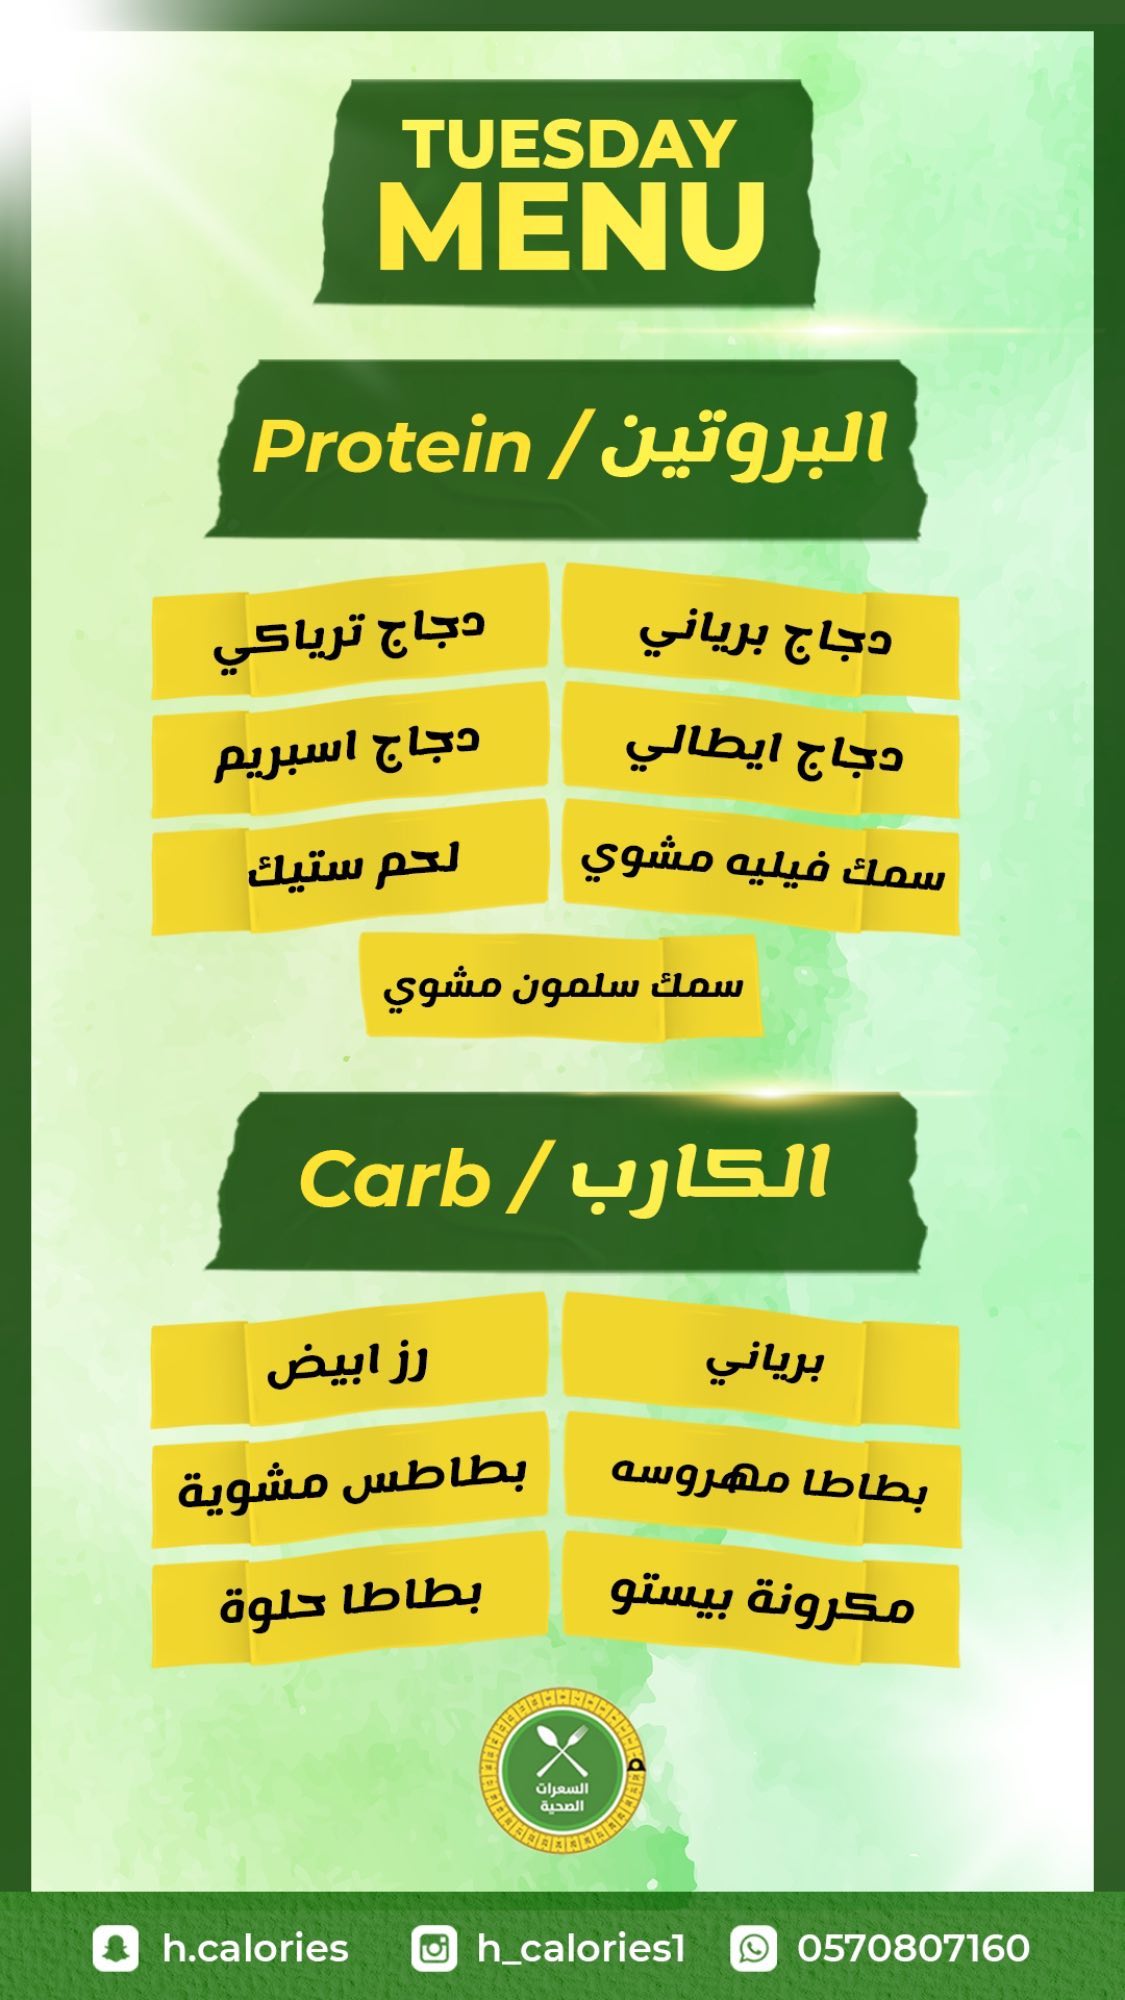 TUESDAY
MENU
البروتين / Protein
دجاج برياني
دجاج ترياكي
دجاج ايطالي
دجاج اسبريم
سمك فيليه مشوي
لحم ستيك
سمك سلمون مشوي
الكارب / Carb
برياني
رز ابيض
بطاطا مهروسه
بطاطس مشوية
مكرونة بيستو
بطاطا حلوة
السعرات
الصحية
h.calories
h_calories1
0570807160